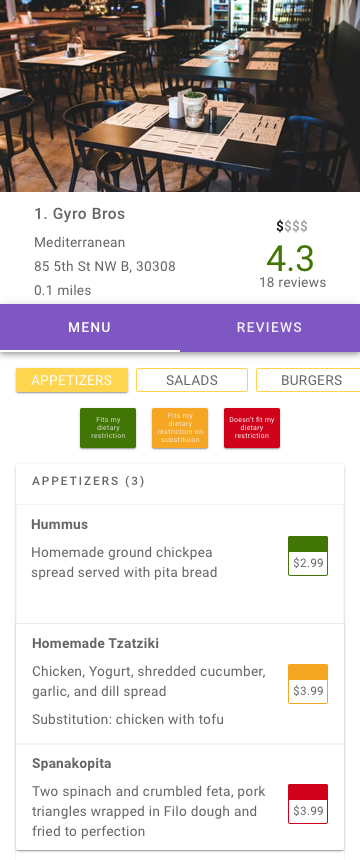 1. Gyro Bros
Mediterranean
85 5th St NW B, 30308
0.1 miles
$$$$
4.3
18 reviews
MENU
REVIEWS
APPETIZERS
SALADS
BURGERS
Fits my
dietary
restriction
Fits my
dietary
restriction on
substituion
Doesn't fit my
dietary
restriction
APPETIZERS (3)
Hummus
Homemade ground chickpea
spread served with pita bread
$2.99
Homemade Tzatziki
Chicken, Yogurt, shredded cucumber,
garlic, and dill spread
Substitution: chicken with tofu
$3.99
Spanakopita
Two spinach and crumbled feta, pork
triangles wrapped in Filo dough and
fried to perfection
$3.99